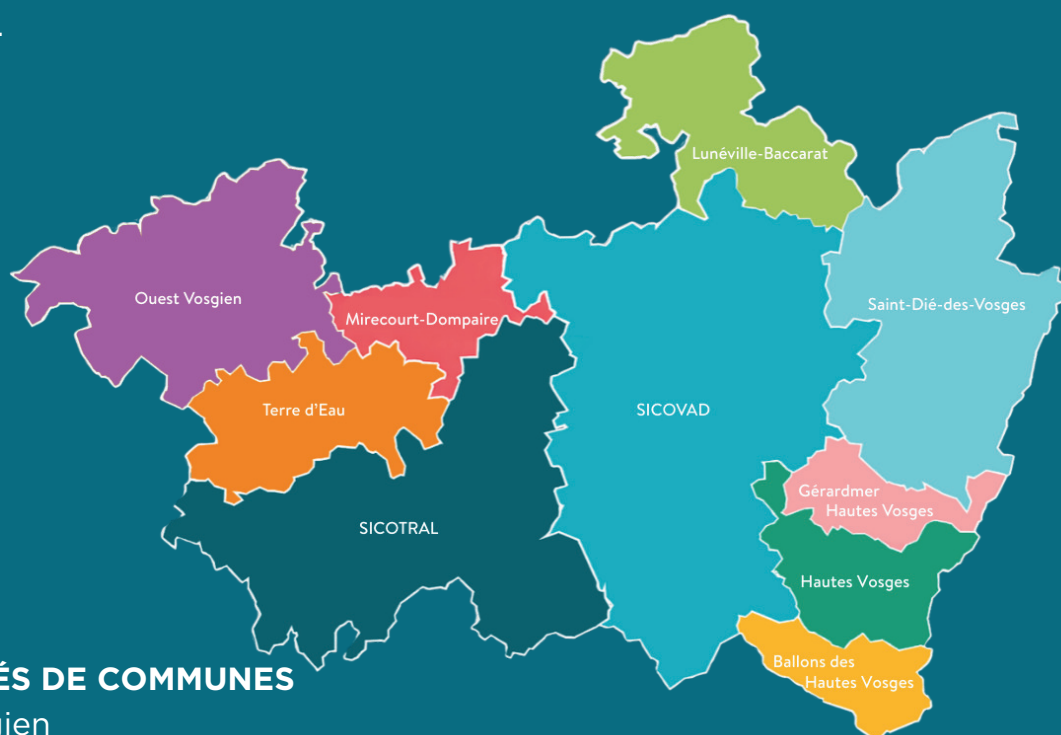 Lunéville-Baccarat
Ouest Vosgien
Saint-Dié-des-Vosges
Mirecourt-Dompaire
Terre d'Eau
SICOVAD
Gérardmer
Hautes Vosges
SICOTRAL
Hautes Vosges
Ballons des
Hautes Vosges
ÉS DE COMMUNES
gien